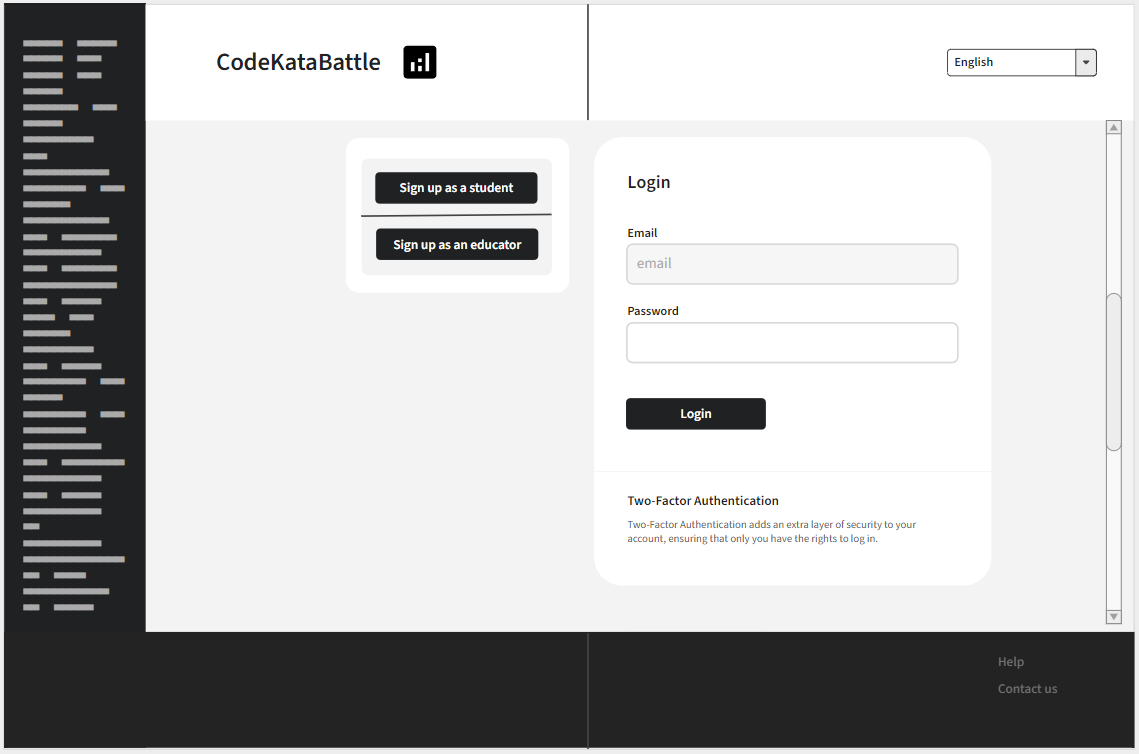 CodeKataBattle
English
Sign up as a student
Sign up as an educator
Login
Email
email
Password
Login
Two-Factor Authentication
Two-Factor Authentication adds an extra layer of security to your
account, ensuring that only you have the rights to log in.
Help
Contact us